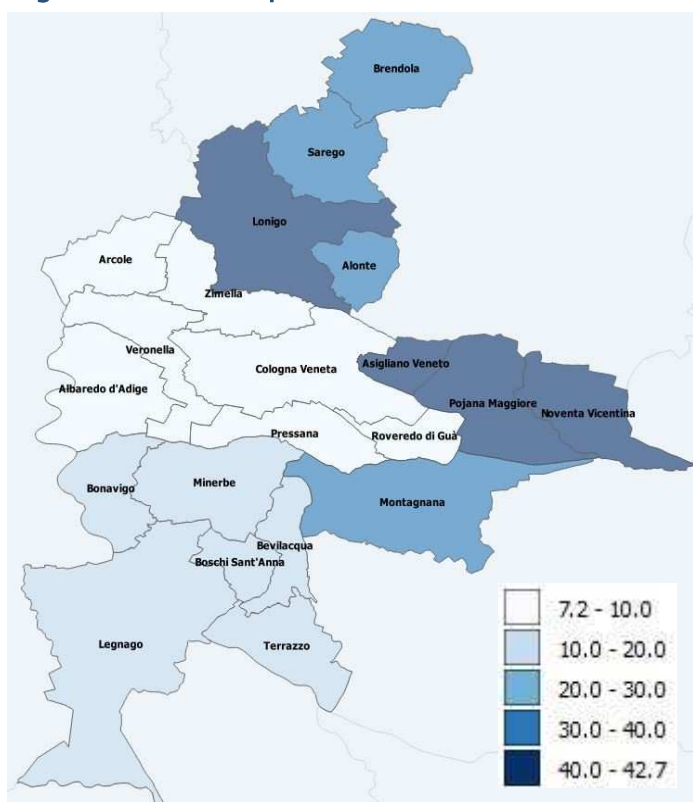 Brendola
Sarego
Lonigo
Arcole
Alonte
Zimella
Veronella
Asigliano Veneto
Cologna Veneta
Albaredo d'Adige
Pojana Maggiore
Noventa Vicentina
Pressana
Roveredo di Guà
Minerbe
Bonavigo
Montagnana
Bevilacqua
Boschi Sant'Anna
Legnago
Terrazzo
7.2 - 10.0
10.0 - 20.0
20.0 - 30.0
30.0 - 40.0
40.0 - 42.7